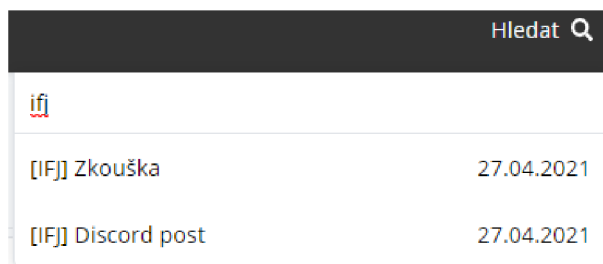 Hledat
ifj
[IFJ] Zkouška 27.04.2021
[IFJ] Discord post 27.04.2021